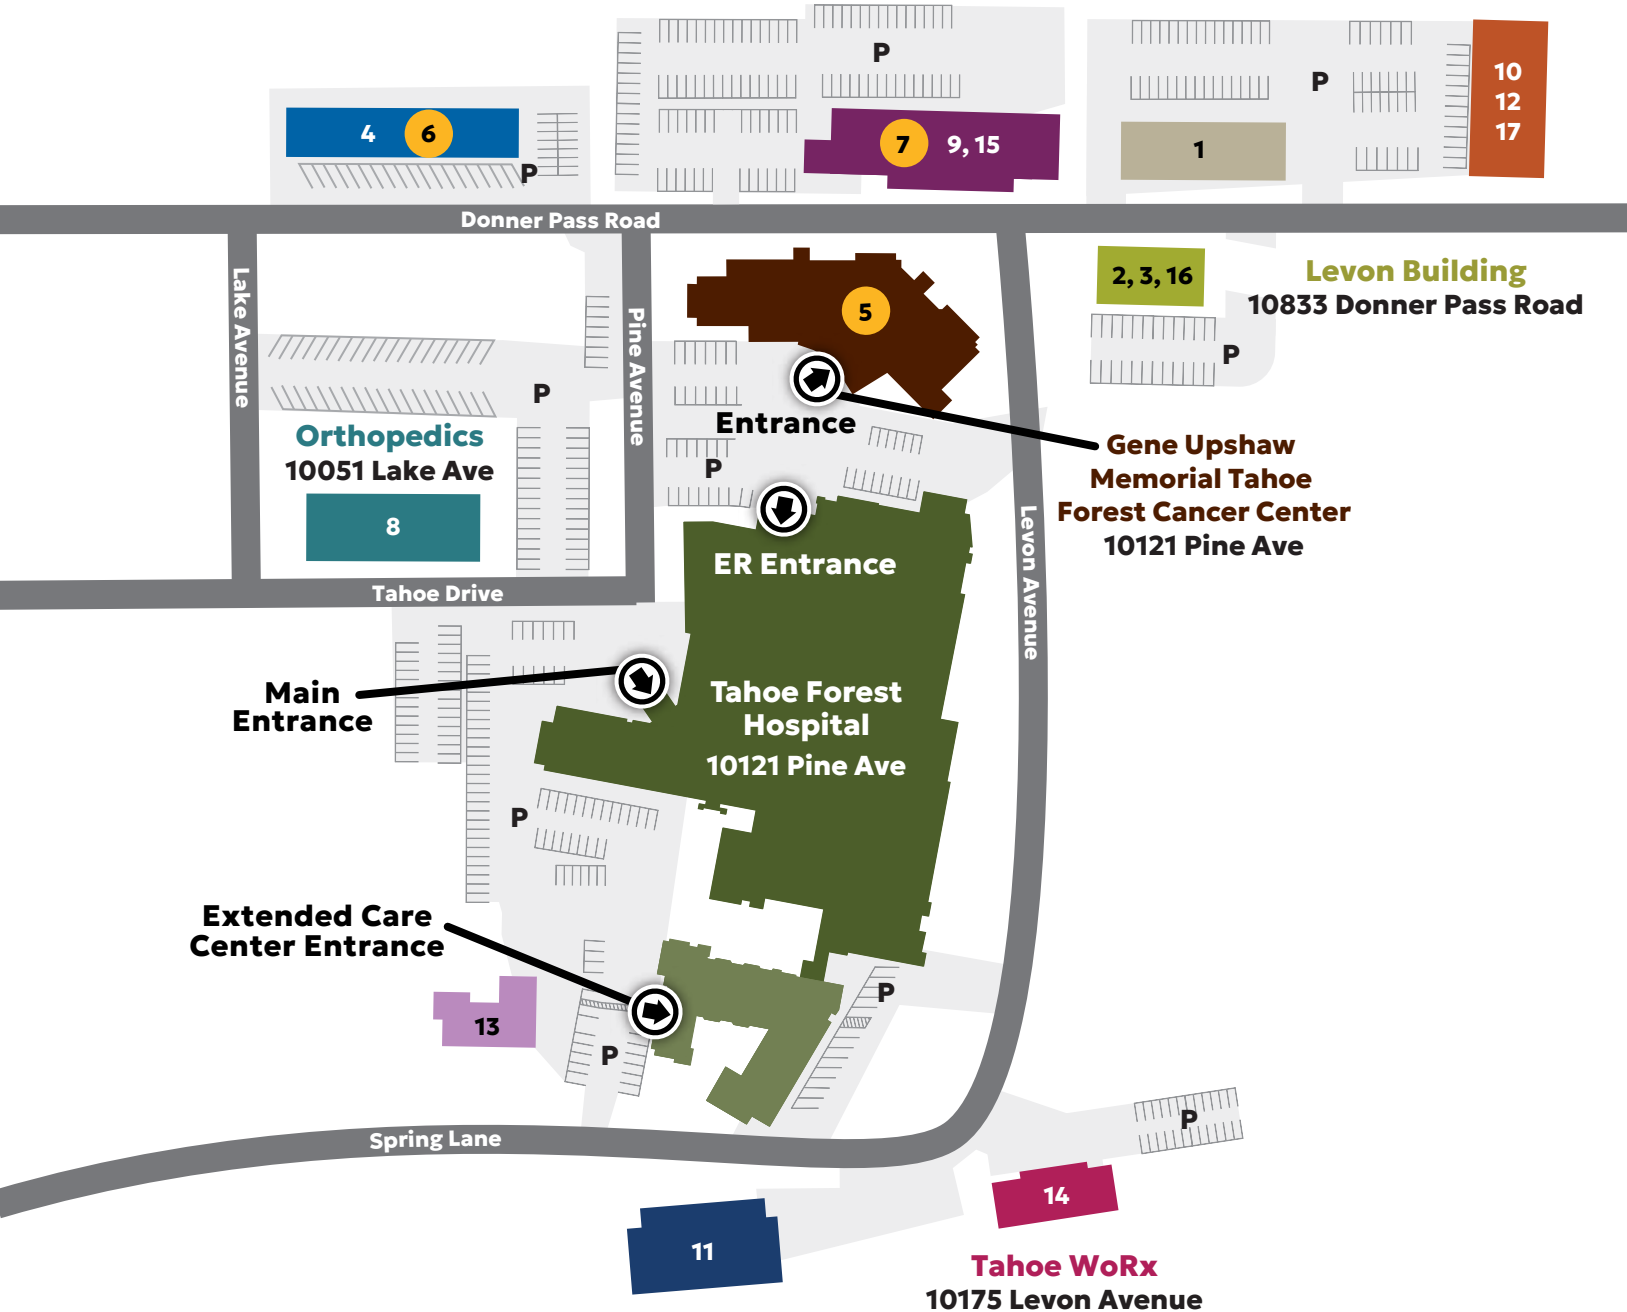 P
P
10
12
17
4
6
P
7
9, 15
1
Donner Pass Road
Lake Avenue
Pine Avenue
5
2, 3, 16
Levon Building
10833 Donner Pass Road
P
P
Entrance
Orthopedics
10051 Lake Ave
8
P
Gene Upshaw
Memorial Tahoe
Forest Cancer Center
10121 Pine Ave
ER Entrance
Levon Avenue
Tahoe Drive
Main
Entrance
Tahoe Forest
Hospital
10121 Pine Ave
P
Extended Care
Center Entrance
P
13
P
Spring Lane
P
14
11
Tahoe WoRx
10175 Levon Avenue